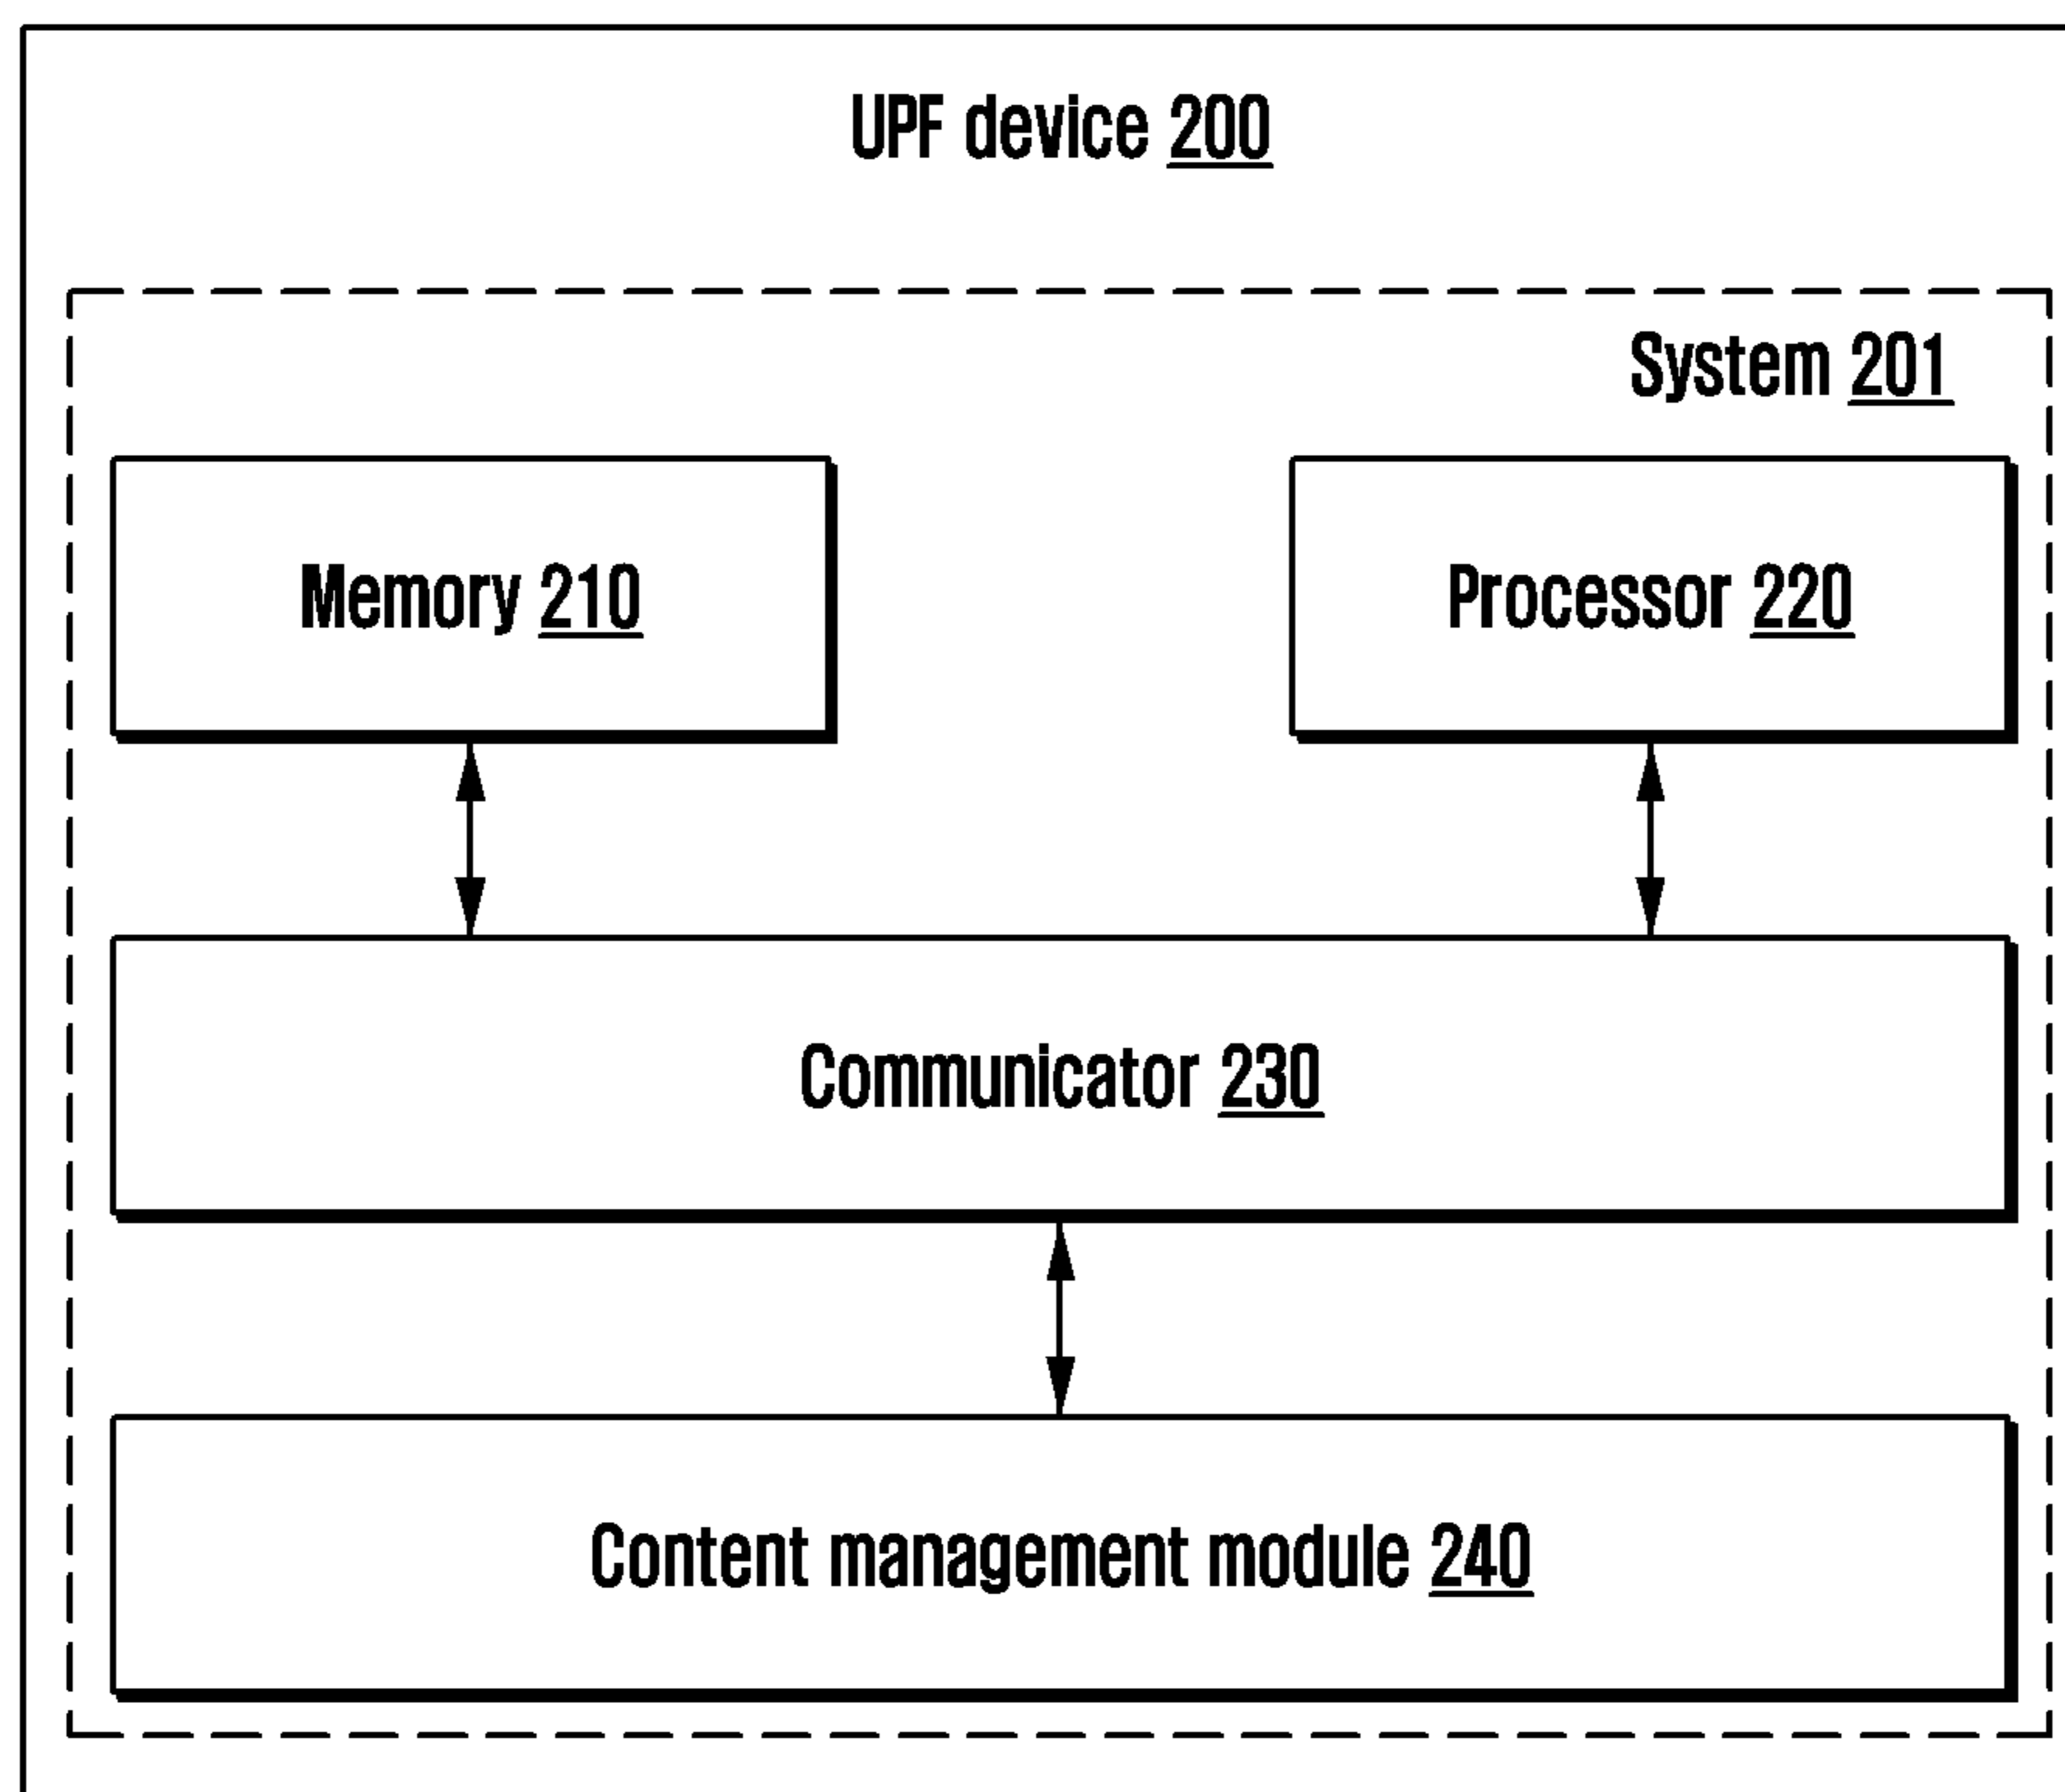 UPF device 200
System 201
Memory 210
Processor 220
Communicator 230
Content management module 240